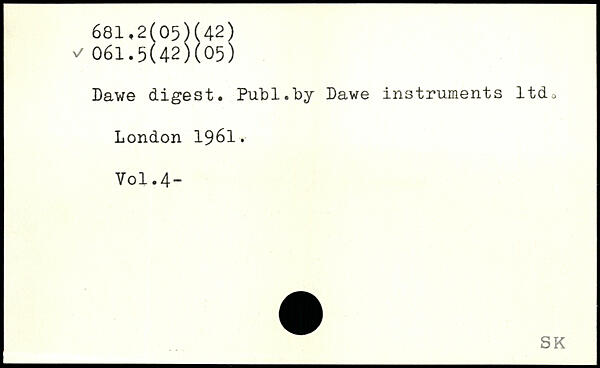 681.2(05)(42)
✓ 061.5(42)(05)
Dawe digest. Publ.by Dawe instruments ltd.
London 1961.
Vol.4-
SK